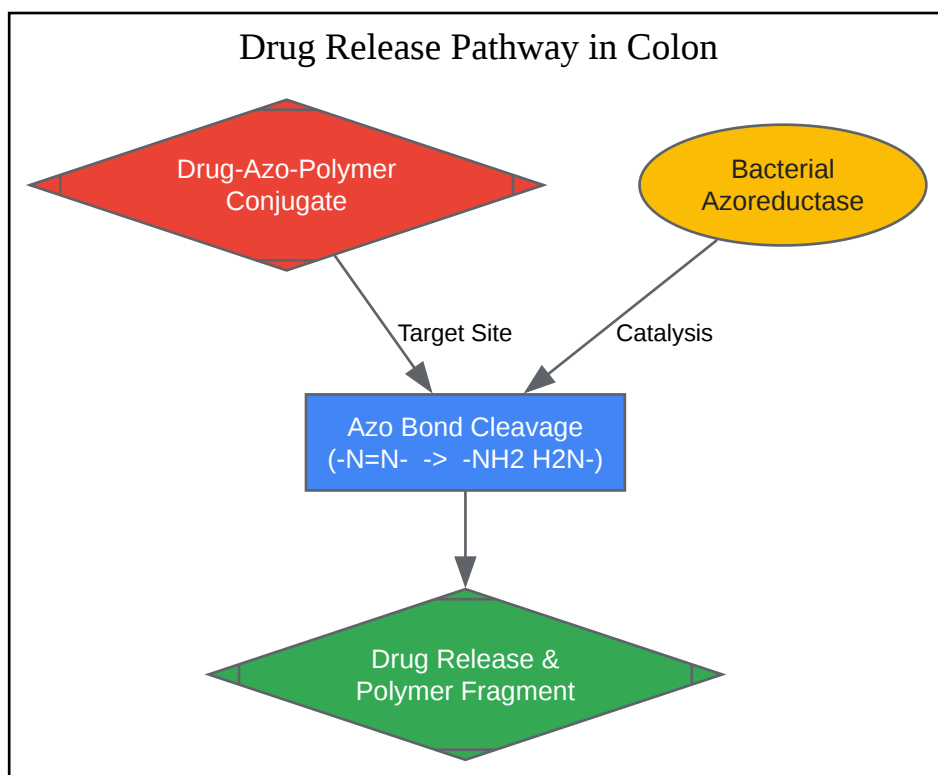 Drug Release Pathway in Colon
Drug-Azo-Polymer
Conjugate
Bacterial
Azoreductase
Target Site
Catalysis
Azo Bond Cleavage
(-N=N-  ->  -NH2 H2N-)
Drug Release &
Polymer Fragment